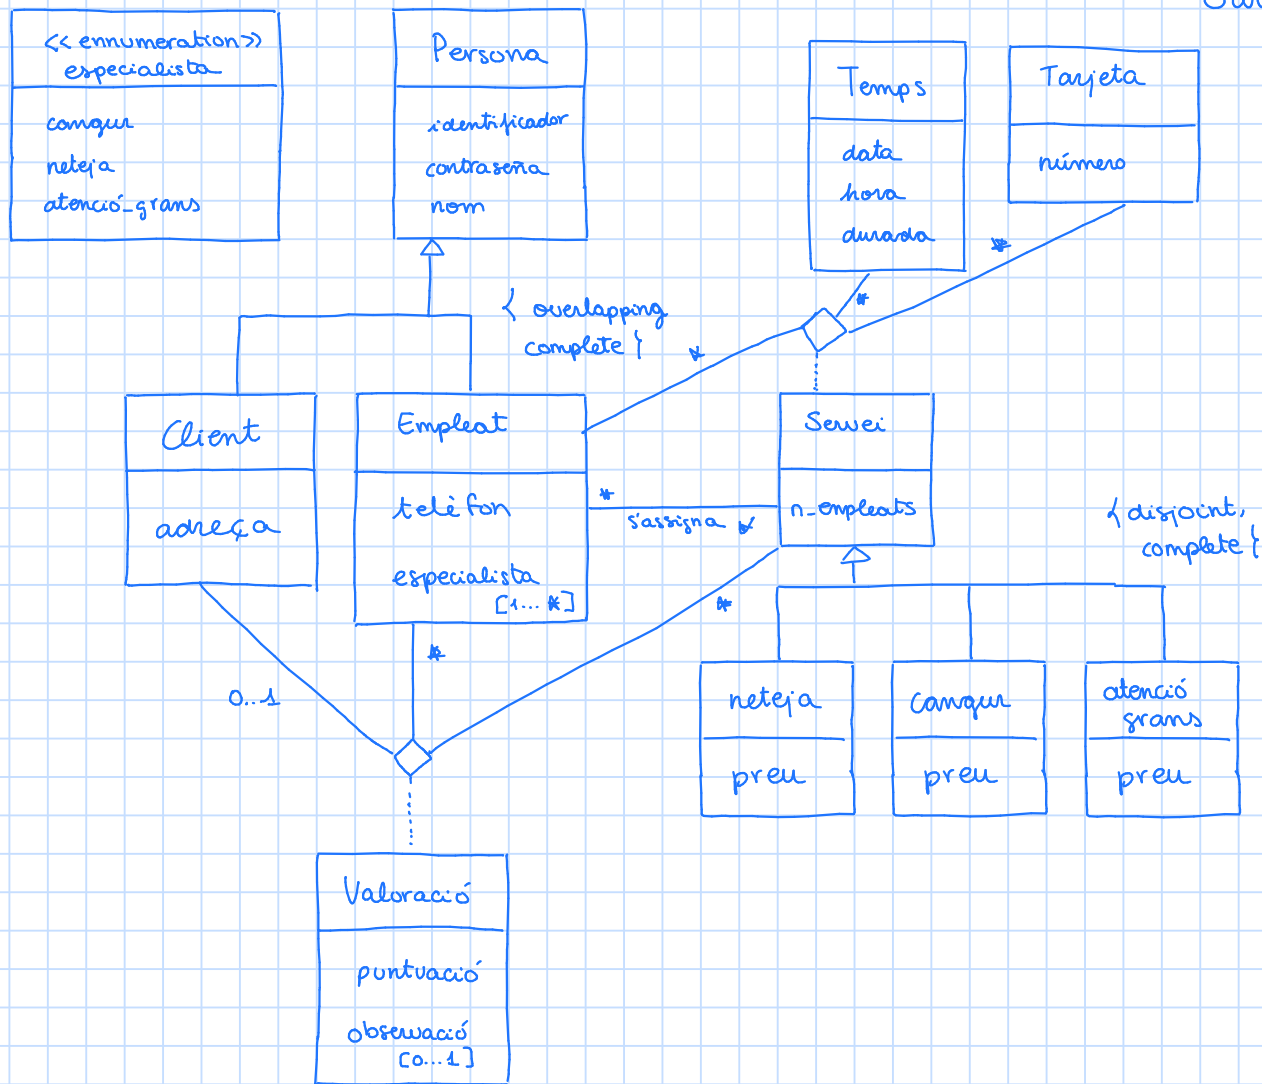 << ennumeration >>
especialista
cangur
neteja
atenció_grans
Persona
identificador
contraseña
nom
Temps
data
hora
durada
Tarjeta
número
*
*
*
{ overlapping
complete }
Client
adreça
Empleat
telèfon
especialista
[1...*]
Servei
n_empleats
*
s'assigna *
{ disjoint,
complete }
neteja
preu
cangur
preu
atenció
grans
preu
0..1
*
*
Valoració
puntuació
observació
[0...1]